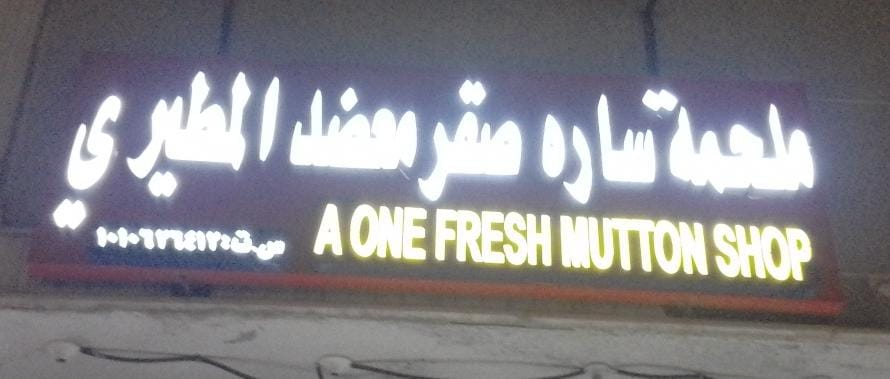 ملحمة ساره صقر معضد المطيري
A ONE FRESH MUTTON SHOP
س.ت